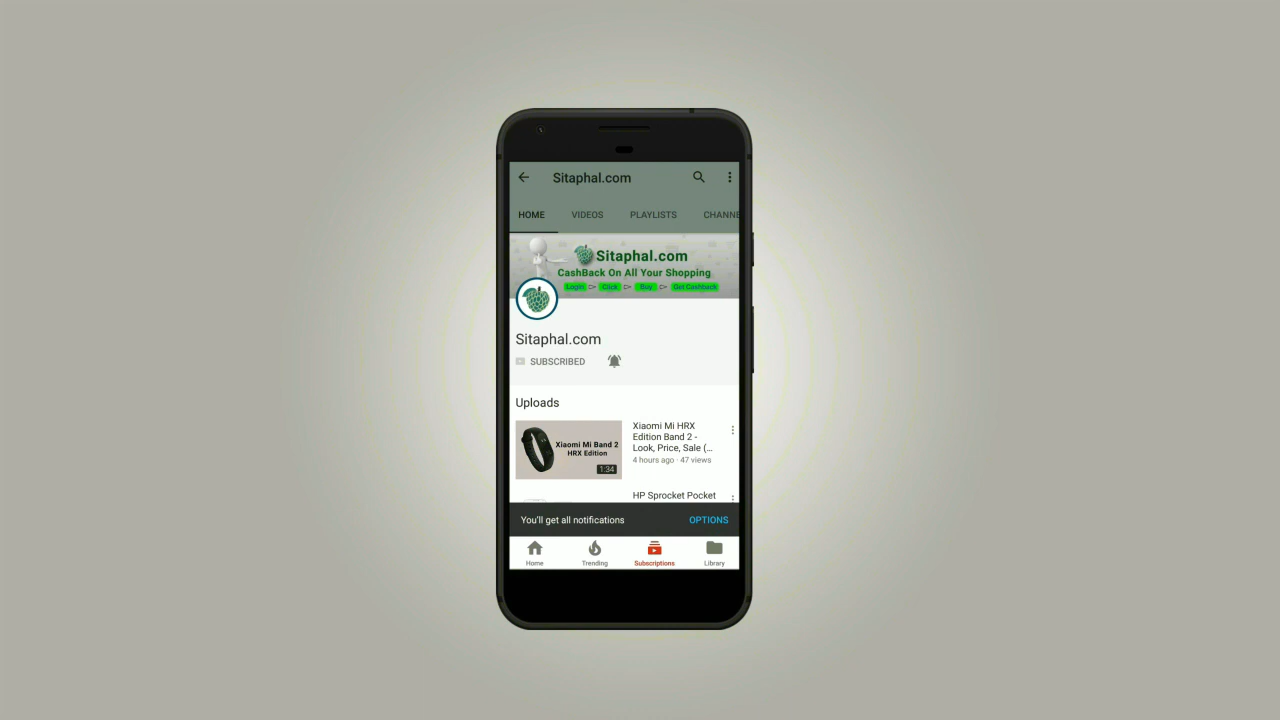 Sitaphal.com
HOME VIDEOS PLAYLISTS CHANNE
Sitaphal.com
CashBack On All Your Shopping
Login Click Buy Get Cashback
Sitaphal.com
SUBSCRIBED
Uploads
Xiaomi Mi Band 2
HRX Edition
1:34
Xiaomi Mi HRX
Edition Band 2 -
Look, Price, Sale (...
4 hours ago · 47 views
HP Sprocket Pocket
You'll get all notifications OPTIONS
Home Trending Subscriptions Library